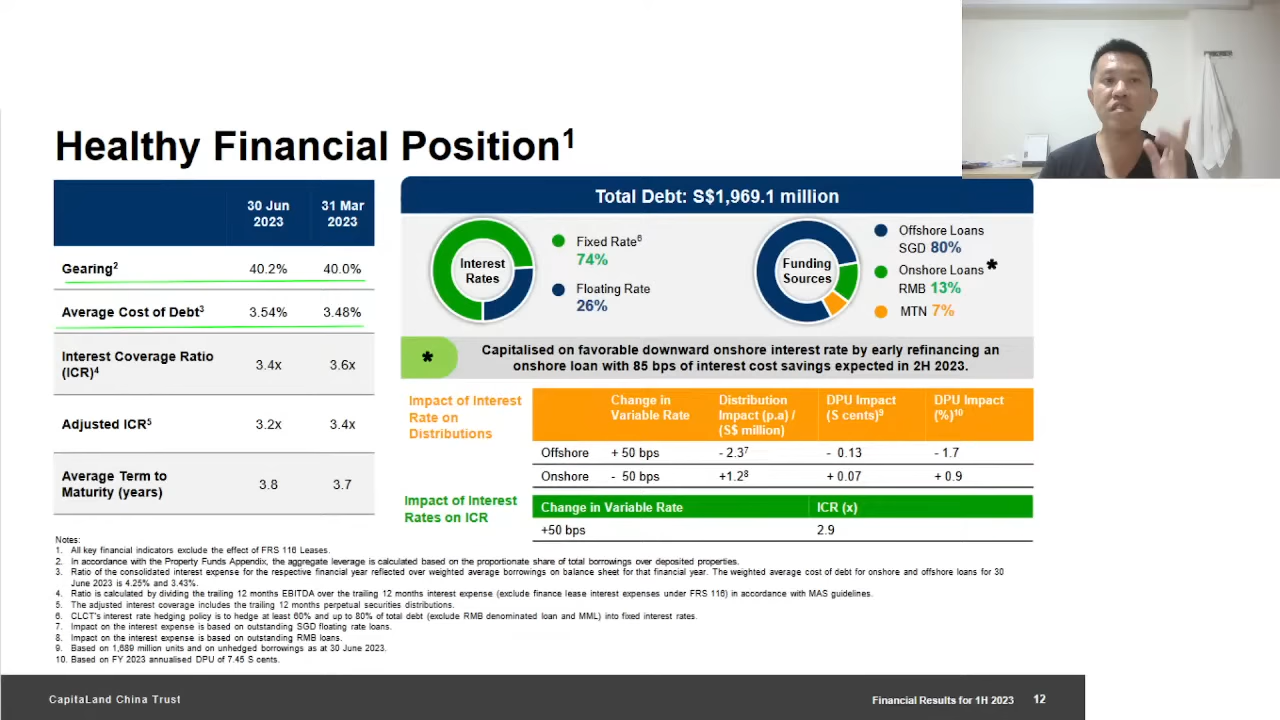 Healthy Financial Position1
30 Jun 2023
31 Mar 2023
Gearing2 40.2% 40.0%
Average Cost of Debt3 3.54% 3.48%
Interest Coverage Ratio
(ICR)4 3.4x 3.6x
Adjusted ICR5 3.2x 3.4x
Average Term to
Maturity (years) 3.8 3.7
Total Debt: S$1,969.1 million
Interest
Rates
Fixed Rate6
74%
Floating Rate
26%
Funding
Sources
Offshore Loans
SGD 80%
Onshore Loans *
RMB 13%
MTN 7%
* Capitalised on favorable downward onshore interest rate by early refinancing an
onshore loan with 85 bps of interest cost savings expected in 2H 2023.
Impact of Interest
Rate on
Distributions
Change in
Variable Rate
Distribution
Impact (p.a) /
(S$ million)
DPU Impact
(S cents)9
DPU Impact
(%)10
Offshore + 50 bps - 2.37 - 0.13 - 1.7
Onshore - 50 bps +1.28 + 0.07 + 0.9
Impact of Interest
Rates on ICR
Change in Variable Rate ICR (x)
+50 bps 2.9
Notes:
1. All key financial indicators exclude the effect of FRS 116 Leases.
2. In accordance with the Property Funds Appendix, the aggregate leverage is calculated based on the proportionate share of total borrowings over deposited properties.
3. Ratio of the consolidated interest expense for the respective financial year reflected over weighted average borrowings on balance sheet for that financial year. The weighted average cost of debt for onshore and offshore loans for 30
June 2023 is 4.25% and 3.43%.
4. Ratio is calculated by dividing the trailing 12 months EBITDA over the trailing 12 months interest expense (exclude finance lease interest expenses under FRS 116) in accordance with MAS guidelines.
5. The adjusted interest coverage includes the trailing 12 months perpetual securities distributions.
6. CLCT's interest rate hedging policy is to hedge at least 60% and up to 80% of total debt (exclude RMB denominated loan and MML) into fixed interest rates.
7. Impact on the interest expense is based on outstanding SGD floating rate loans.
8. Impact on the interest expense is based on outstanding RMB loans.
9. Based on 1,689 million units and on unhedged borrowings as at 30 June 2023.
10. Based on FY 2023 annualised DPU of 7.45 S cents.
CapitaLand China Trust
Financial Results for 1H 2023 12